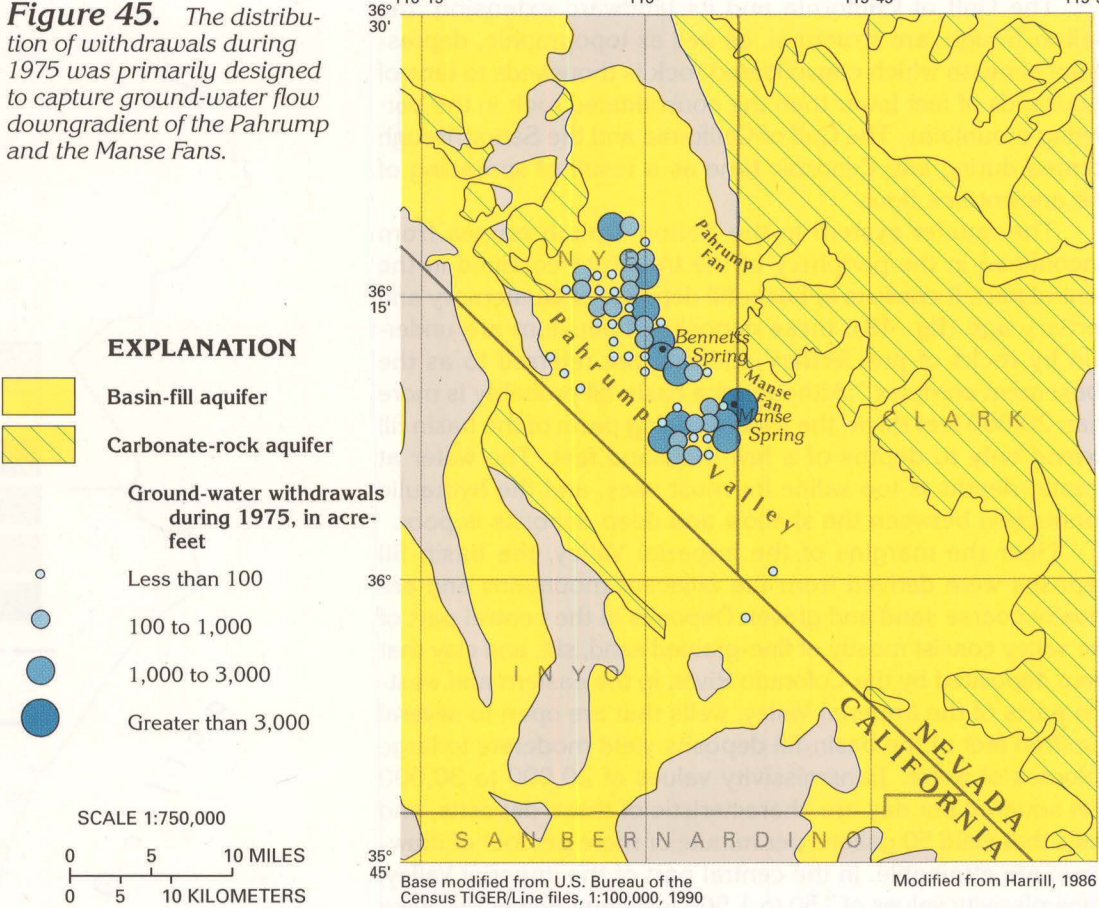 Figure 45. The distribu-
tion of withdrawals during
1975 was primarily designed
to capture ground-water flow
downgradient of the Pahrump
and the Manse Fans.
EXPLANATION
Basin-fill aquifer
Carbonate-rock aquifer
Ground-water withdrawals
during 1975, in acre-
feet
Less than 100
100 to 1,000
1,000 to 3,000
Greater than 3,000
SCALE 1:750,000
0 5 10 MILES
0 5 10 KILOMETERS
36°
30'
NYE
Pahrump
Fan
36°
15'
Pahrump
Valley
Bennetts
Spring
Manse
Fan
Manse
Spring
CLARK
36°
INYO
NEVADA
CALIFORNIA
SAN BERNARDINO
35°
45'
Base modified from U.S. Bureau of the
Census TIGER/Line files, 1:100,000, 1990
Modified from Harrill, 1986